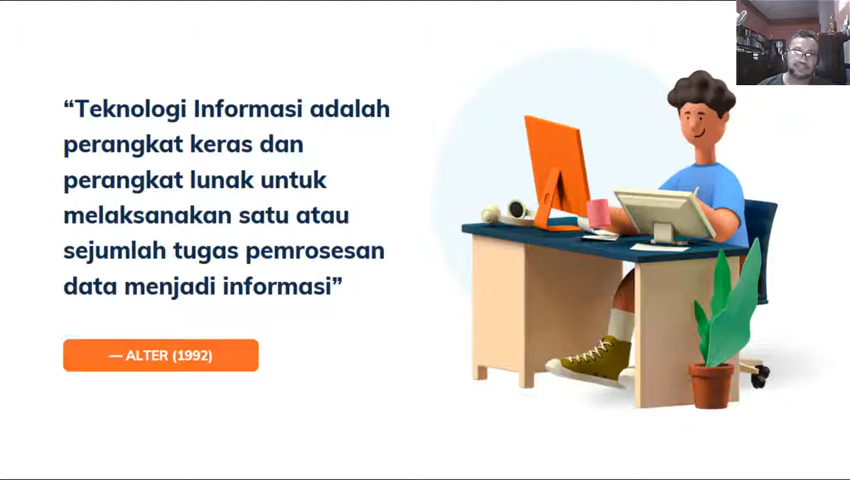 “Teknologi Informasi adalah
perangkat keras dan
perangkat lunak untuk
melaksanakan satu atau
sejumlah tugas pemrosesan
data menjadi informasi”
— ALTER (1992)